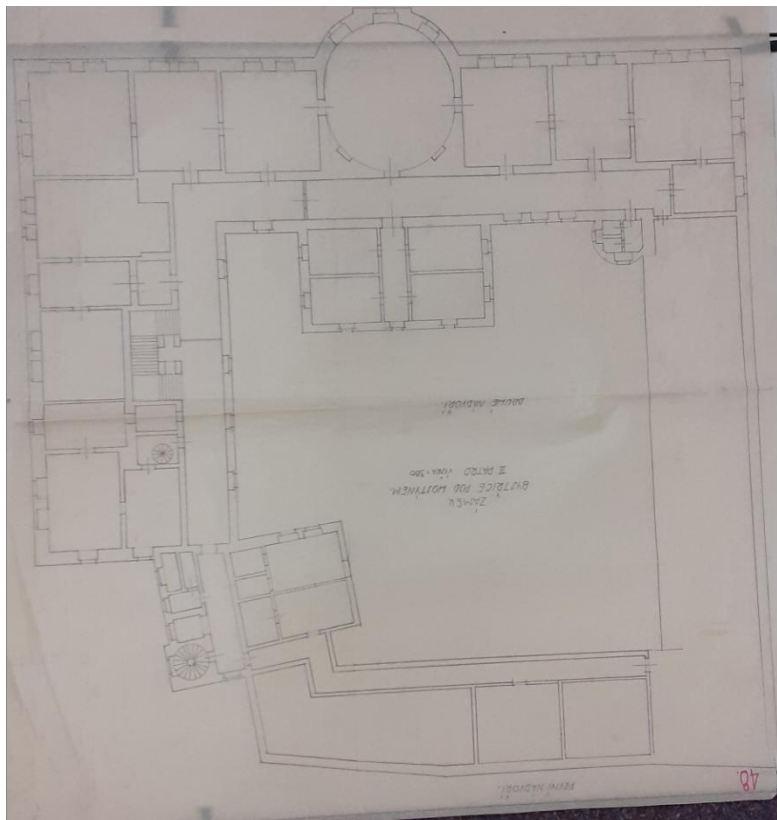 PRVNÍ NÁDVOŘÍ.
48.
ZÁMEK
BYSTŘICE POD HOSTÝNEM
II PATRO
DRUHÉ NÁDVOŘÍ.